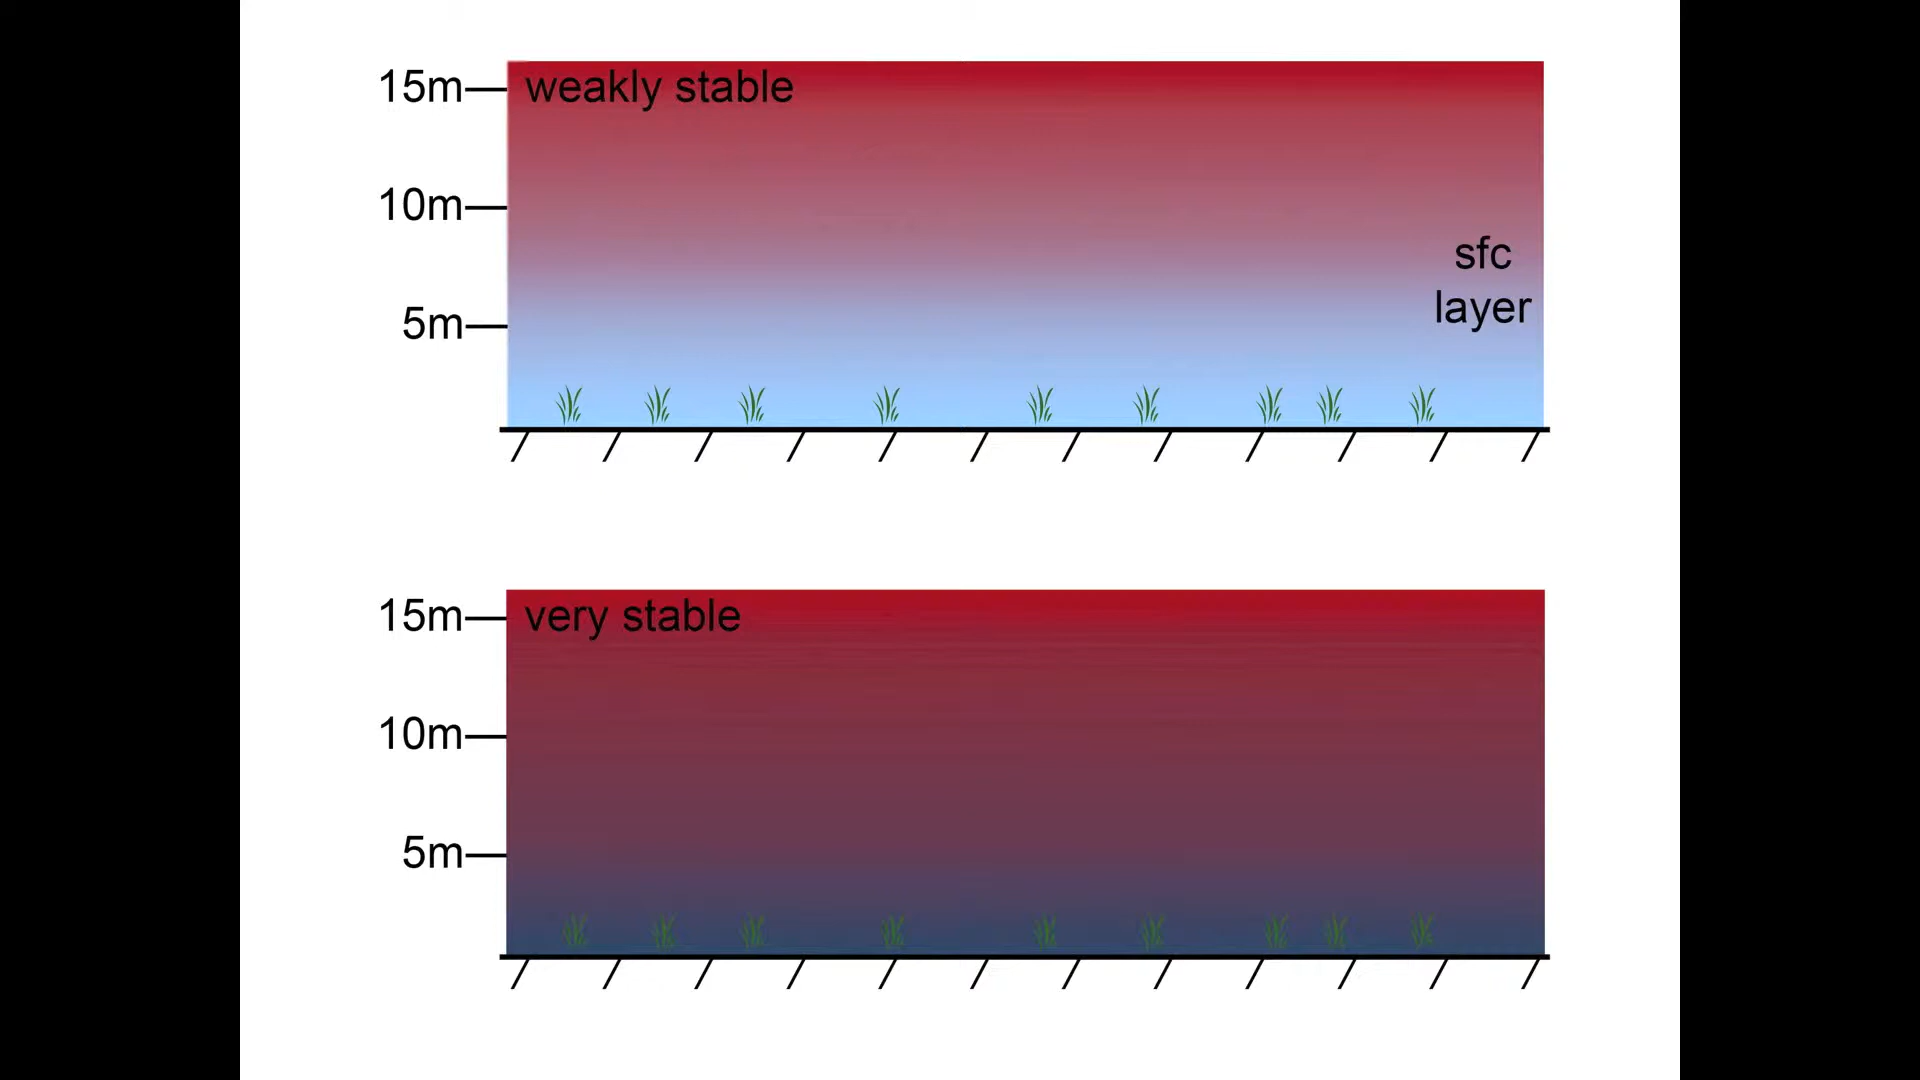 15m
weakly stable
10m
sfc
layer
5m
15m
very stable
10m
5m